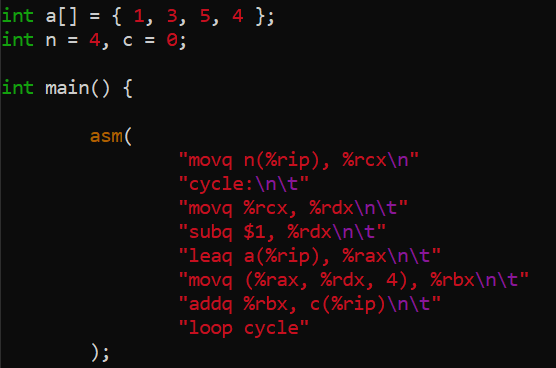 int a[] = { 1, 3, 5, 4 };
int n = 4, c = 0;
int main() {
asm(
"movq n(%rip), %rcx\n"
"cycle:\n\t"
"movq %rcx, %rdx\n\t"
"subq $1, %rdx\n\t"
"leaq a(%rip), %rax\n\t"
"movq (%rax, %rdx, 4), %rbx\n\t"
"addq %rbx, c(%rip)\n\t"
"loop cycle"
);